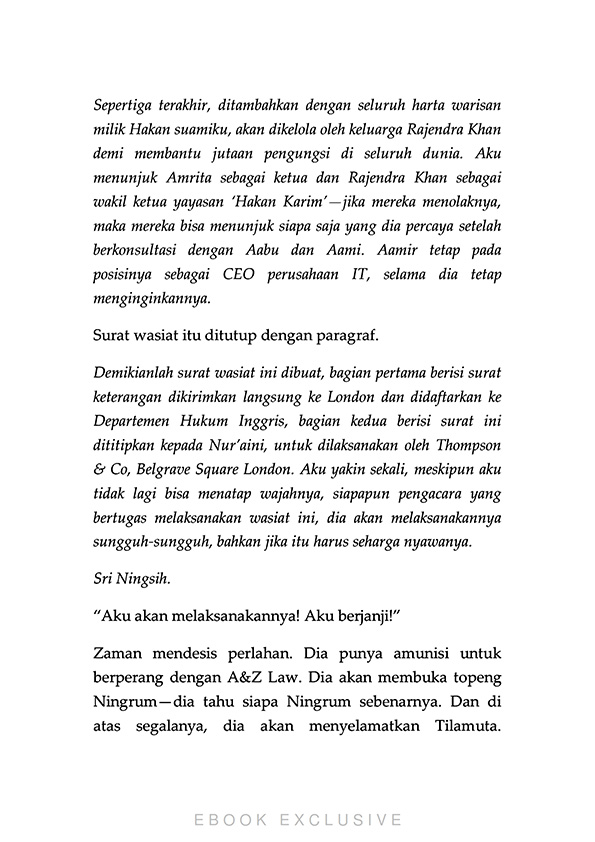 Sepertiga terakhir, ditambahkan dengan seluruh harta warisan
milik Hakan suamiku, akan dikelola oleh keluarga Rajendra Khan
demi membantu jutaan pengungsi di seluruh dunia. Aku
menunjuk Amrita sebagai ketua dan Rajendra Khan sebagai
wakil ketua yayasan ‘Hakan Karim’—jika mereka menolaknya,
maka mereka bisa menunjuk siapa saja yang dia percaya setelah
berkonsultasi dengan Aabu dan Aami. Aamir tetap pada
posisinya sebagai CEO perusahaan IT, selama dia tetap
menginginkannya.
Surat wasiat itu ditutup dengan paragraf.
Demikianlah surat wasiat ini dibuat, bagian pertama berisi surat
keterangan dikirimkan langsung ke London dan didaftarkan ke
Departemen Hukum Inggris, bagian kedua berisi surat ini
dititipkan kepada Nur’aini, untuk dilaksanakan oleh Thompson
& Co, Belgrave Square London. Aku yakin sekali, meskipun aku
tidak lagi bisa menatap wajahnya, siapapun pengacara yang
bertugas melaksanakan wasiat ini, dia akan melaksanakannya
sungguh-sungguh, bahkan jika itu harus seharga nyawanya.
Sri Ningsih.
“Aku akan melaksanakannya! Aku berjanji!”
Zaman mendesis perlahan. Dia punya amunisi untuk
berperang dengan A&Z Law. Dia akan membuka topeng
Ningrum—dia tahu siapa Ningrum sebenarnya. Dan di
atas segalanya, dia akan menyelamatkan Tilamuta.
EBOOK EXCLUSIVE